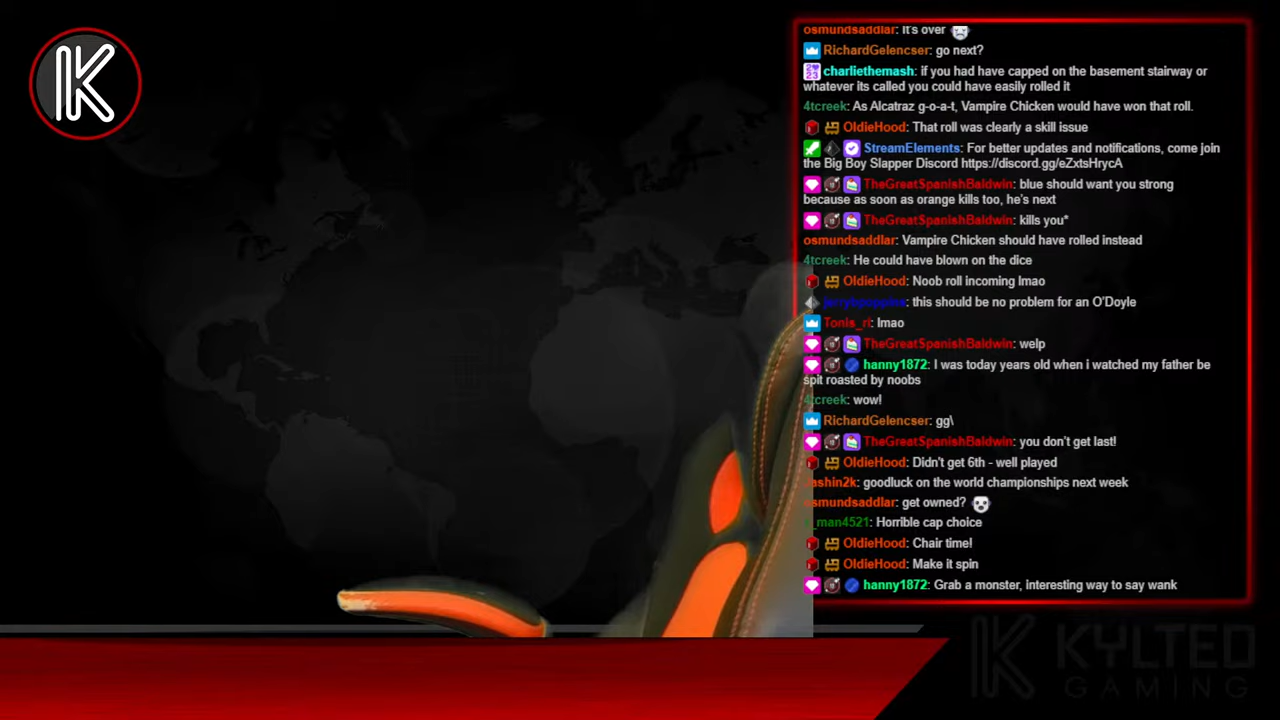 K
osmundsaddlar: It's over
RichardGelencser: go next?
charliethemash: if you had have capped on the basement stairway or
whatever its called you could have easily rolled it
4tcreek: As Alcatraz g-o-a-t, Vampire Chicken would have won that roll.
OldieHood: That roll was clearly a skill issue
StreamElements: For better updates and notifications, come join
the Big Boy Slapper Discord https://discord.gg/eZxtsHrycA
TheGreatSpanishBaldwin: blue should want you strong
because as soon as orange kills too, he's next
TheGreatSpanishBaldwin: kills you*
osmundsaddlar: Vampire Chicken should have rolled instead
4tcreek: He could have blown on the dice
OldieHood: Noob roll incoming lmao
this should be no problem for an O'Doyle
Tonis_rl: lmao
TheGreatSpanishBaldwin: welp
hanny1872: I was today years old when i watched my father be
spit roasted by noobs
4tcreek: wow!
RichardGelencser: gg\
TheGreatSpanishBaldwin: you don't get last!
OldieHood: Didn't get 6th - well played
goodluck on the world championships next week
osmundsaddlar: get owned?
_man4521: Horrible cap choice
OldieHood: Chair time!
OldieHood: Make it spin
hanny1872: Grab a monster, interesting way to say wank
K KYLTED
GAMING